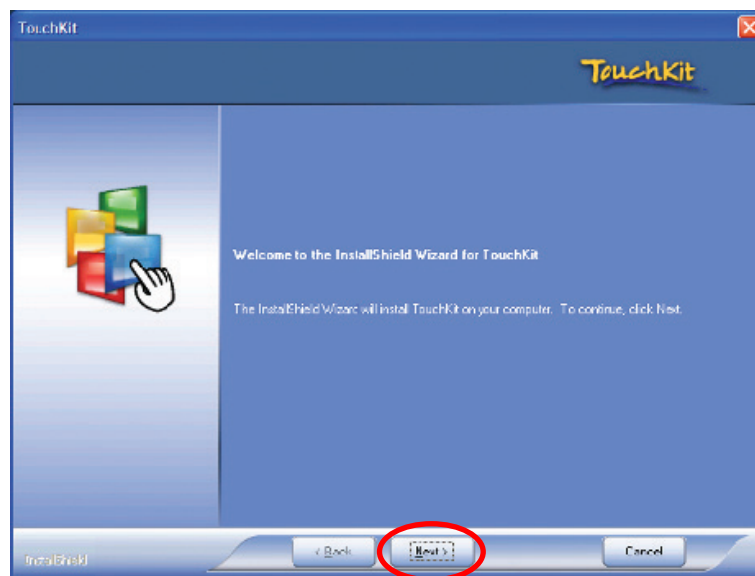 TouchKit
TouchKit
Welcome to the InstallShield Wizard for TouchKit
The InstallShield Wizard will install TouchKit on your computer. To continue, click Next.
InstallShield
< Back
Next >
Cancel